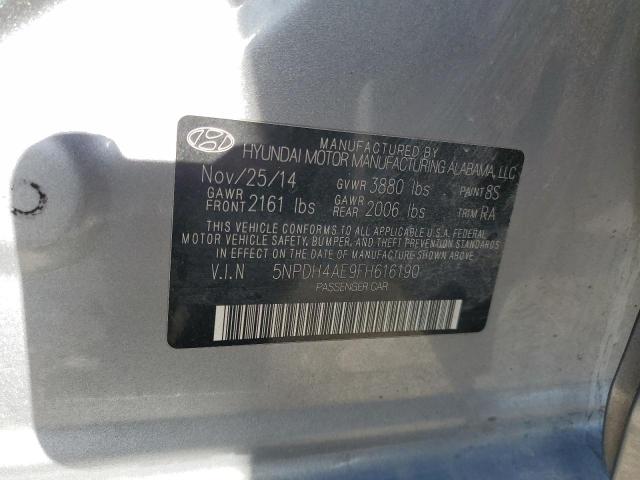 MANUFACTURED BY
HYUNDAI MOTOR MANUFACTURING ALABAMA, LLC
Nov/25/14 GVWR 3880 lbs PAINT 8S
GAWR FRONT 2161 lbs GAWR REAR 2006 lbs TRIM RA
THIS VEHICLE CONFORMS TO ALL APPLICABLE U.S.A. FEDERAL
MOTOR VEHICLE SAFETY, BUMPER, AND THEFT PREVENTION STANDARDS
IN EFFECT ON THE DATE OF MANUFACTURE SHOWN ABOVE.
V.I.N 5NPDH4AE9FH616190
PASSENGER CAR